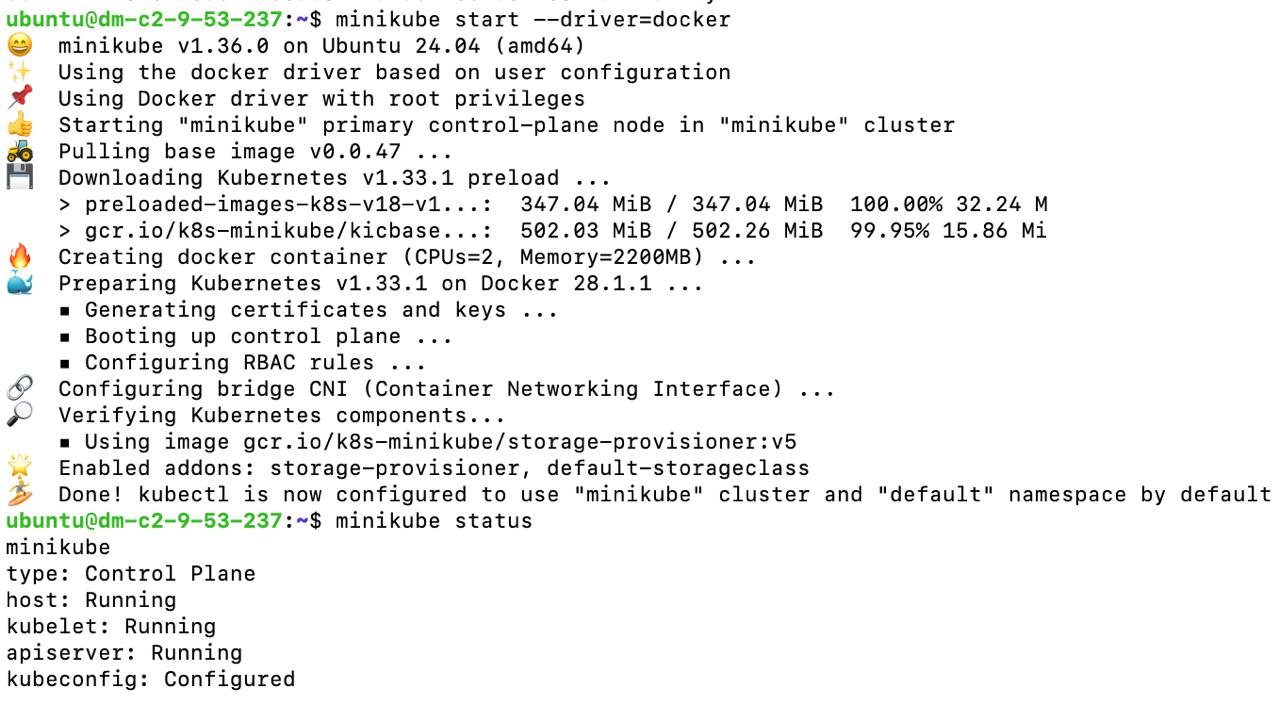 ubuntu@dm-c2-9-53-237:~$ minikube start --driver=docker
😄  minikube v1.36.0 on Ubuntu 24.04 (amd64)
✨  Using the docker driver based on user configuration
📌  Using Docker driver with root privileges
👍  Starting "minikube" primary control-plane node in "minikube" cluster
🚜  Pulling base image v0.0.47 ...
💾  Downloading Kubernetes v1.33.1 preload ...
    > preloaded-images-k8s-v18-v1...:  347.04 MiB / 347.04 MiB  100.00% 32.24 M
    > gcr.io/k8s-minikube/kicbase...:  502.03 MiB / 502.26 MiB  99.95% 15.86 Mi
🔥  Creating docker container (CPUs=2, Memory=2200MB) ...
🐳  Preparing Kubernetes v1.33.1 on Docker 28.1.1 ...
    ▪ Generating certificates and keys ...
    ▪ Booting up control plane ...
    ▪ Configuring RBAC rules ...
🔗  Configuring bridge CNI (Container Networking Interface) ...
🔎  Verifying Kubernetes components...
    ▪ Using image gcr.io/k8s-minikube/storage-provisioner:v5
🌟  Enabled addons: storage-provisioner, default-storageclass
🏄  Done! kubectl is now configured to use "minikube" cluster and "default" namespace by default
ubuntu@dm-c2-9-53-237:~$ minikube status
minikube
type: Control Plane
host: Running
kubelet: Running
apiserver: Running
kubeconfig: Configured